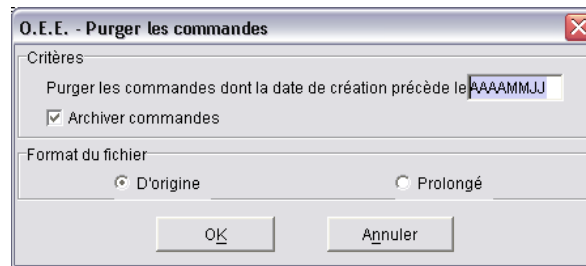 O.E.E. - Purger les commandes
Critères
Purger les commandes dont la date de création précède le AAAAMMJJ
Archiver commandes
Format du fichier
D'origine Prolongé
OK Annuler